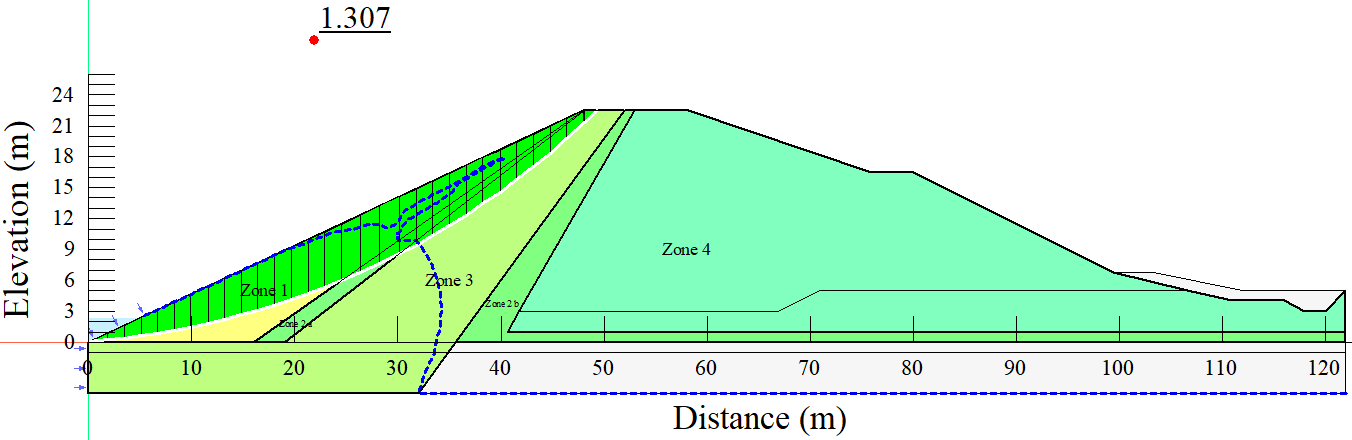 1.307
Elevation (m)
24
21
18
15
12
9
6
3
0
Zone 1
Zone 2 a
Zone 3
Zone 2 b
Zone 4
0 10 20 30 40 50 60 70 80 90 100 110 120
Distance (m)